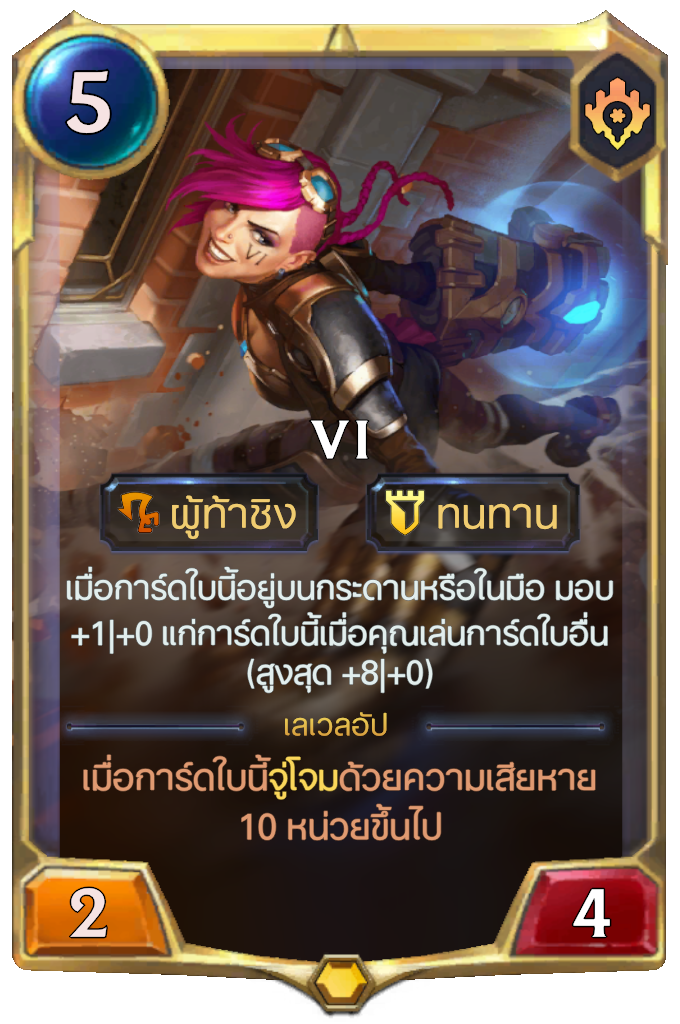 5
VI
VI
ผู้ท้าชิง
ทนทาน
เมื่อการ์ดใบนี้อยู่บนกระดานหรือในมือ มอบ
+1|+0 แก่การ์ดใบนี้เมื่อคุณเล่นการ์ดใบอื่น
(สูงสุด +8|+0)
เลเวลอัป
เมื่อการ์ดใบนี้จู่โจมด้วยความเสียหาย
10 หน่วยขึ้นไป
2
4